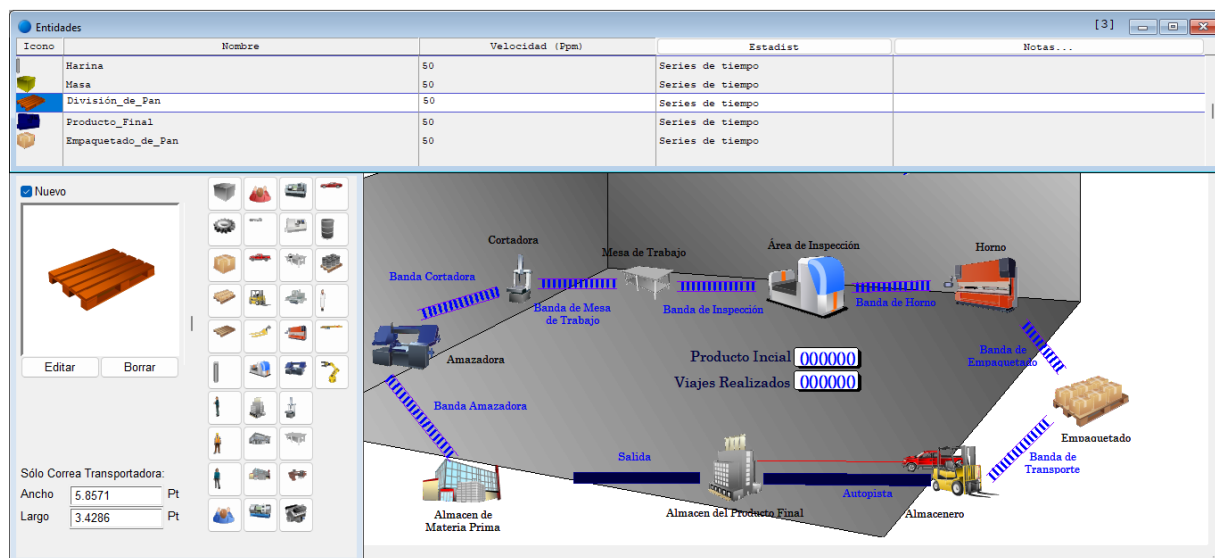 Entidades [3]
Icono Nombre Velocidad (Ppm) Estadist Notas...
Harina 50 Series de tiempo
Masa 50 Series de tiempo
División_de_Pan 50 Series de tiempo
Producto_Final 50 Series de tiempo
Empaquetado_de_Pan 50 Series de tiempo
Nuevo
Editar Borrar
Sólo Correa Transportadora:
Ancho 5.8571 Pt
Largo 3.4286 Pt
Cortadora
Mesa de Trabajo
Área de Inspección
Horno
Banda Cortadora
Banda de Mesa
de Trabajo
Banda de Inspección
Banda de Horno
Amazadora
Producto Incial 000000
Viajes Realizados 000000
Banda de
Empaquetado
Banda Amazadora
Empaquetado
Salida
Banda de
Transporte
Autopista
Almacen de
Materia Prima
Almacen del Producto Final
Almacenero